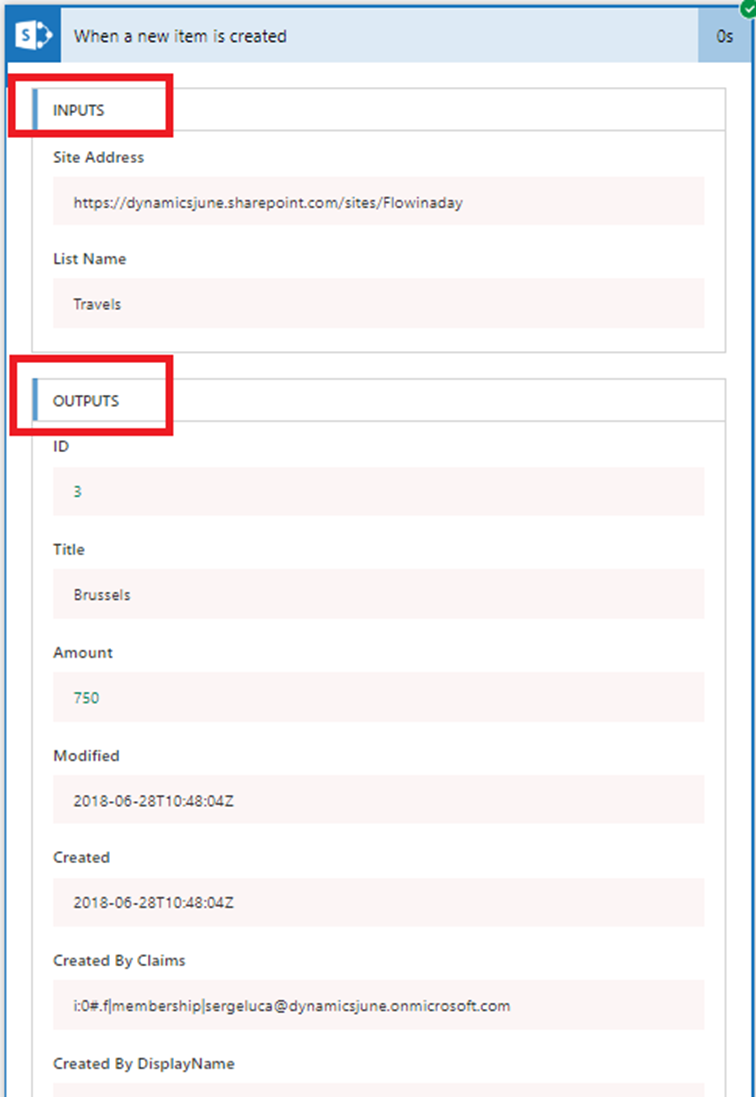 S
When a new item is created
0s
INPUTS
Site Address
https://dynamicsjune.sharepoint.com/sites/Flowinaday
List Name
Travels
OUTPUTS
ID
3
Title
Brussels
Amount
750
Modified
2018-06-28T10:48:04Z
Created
2018-06-28T10:48:04Z
Created By Claims
i:0#.f|membership|sergeluca@dynamicsjune.onmicrosoft.com
Created By DisplayName